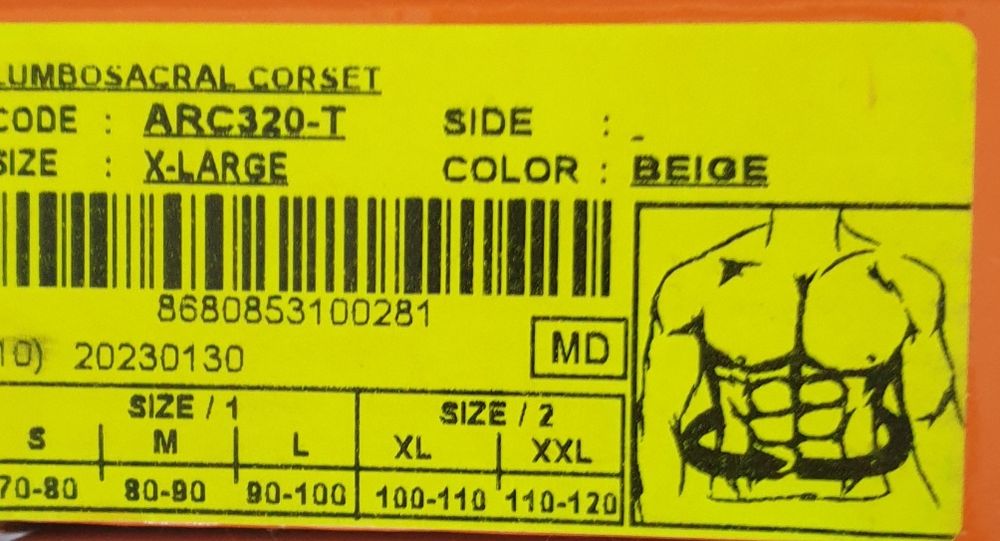 LUMBOSACRAL CORSET
CODE : ARC320-T SIDE : -
SIZE : X-LARGE COLOR : BEIGE
8680853100281
10) 20230130 MD
SIZE / 1 SIZE / 2
S M L XL XXL
70-80 80-90 90-100 100-110 110-120